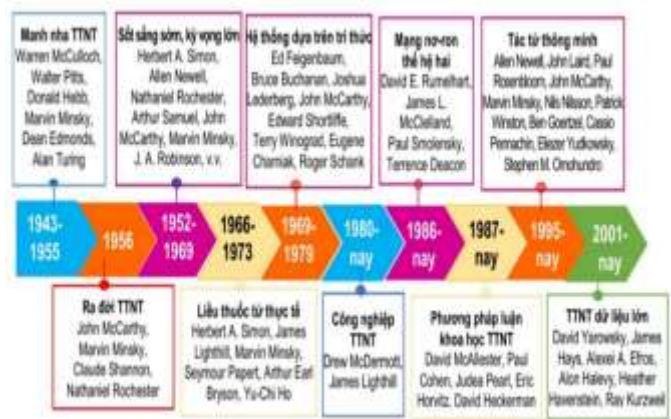 Manh nha TTNT
Warren McCulloch,
Walter Pitts,
Donald Hebb,
Marvin Minsky,
Dean Edmonds,
Alan Turing
Sốt sắng sớm, kỳ vọng lớn
Herbert A. Simon,
Allen Newell,
Nathaniel Rochester,
Arthur Samuel, John
McCarthy, Marvin Minsky,
J. A. Robinson, v.v.
Hệ thống dựa trên tri thức
Ed Feigenbaum,
Bruce Buchanan, Joshua
Lederberg, John McCarthy,
Edward Shortliffe,
Terry Winograd, Eugene
Charniak, Roger Schank
Mạng nơ-ron
thế hệ hai
David E. Rumelhart,
James L.
McClelland,
Paul Smolensky,
Terrence Deacon
Tác tử thông minh
Allen Newell, John Laird, Paul
Rosenbloom, John McCarthy,
Marvin Minsky, Nils Nilsson, Patrick
Winston, Ben Goertzel, Cassio
Pennachin, Eliezer Yudkowsky,
Stephen M. Omohundro
1943-
1955
1956
1952-
1969
1966-
1973
1969-
1979
1980-
nay
1986-
nay
1987-
nay
1995-
nay
2001-
nay
Ra đời TTNT
John McCarthy,
Marvin Minsky,
Claude Shannon,
Nathaniel Rochester
Liều thuốc từ thực tế
Herbert A. Simon, James
Lighthill, Marvin Minsky,
Seymour Papert, Arthur Earl
Bryson, Yu-Chi Ho
Công nghiệp
TTNT
Drew McDermott,
James Lighthill
Phương pháp luận
khoa học TTNT
David McAllester, Paul
Cohen, Judea Pearl, Eric
Horvitz, David Heckerman
TTNT dữ liệu lớn
David Yarowsky, James
Hays, Alexei A. Efros,
Alon Halevy, Heather
Havenstein, Ray Kurzweil